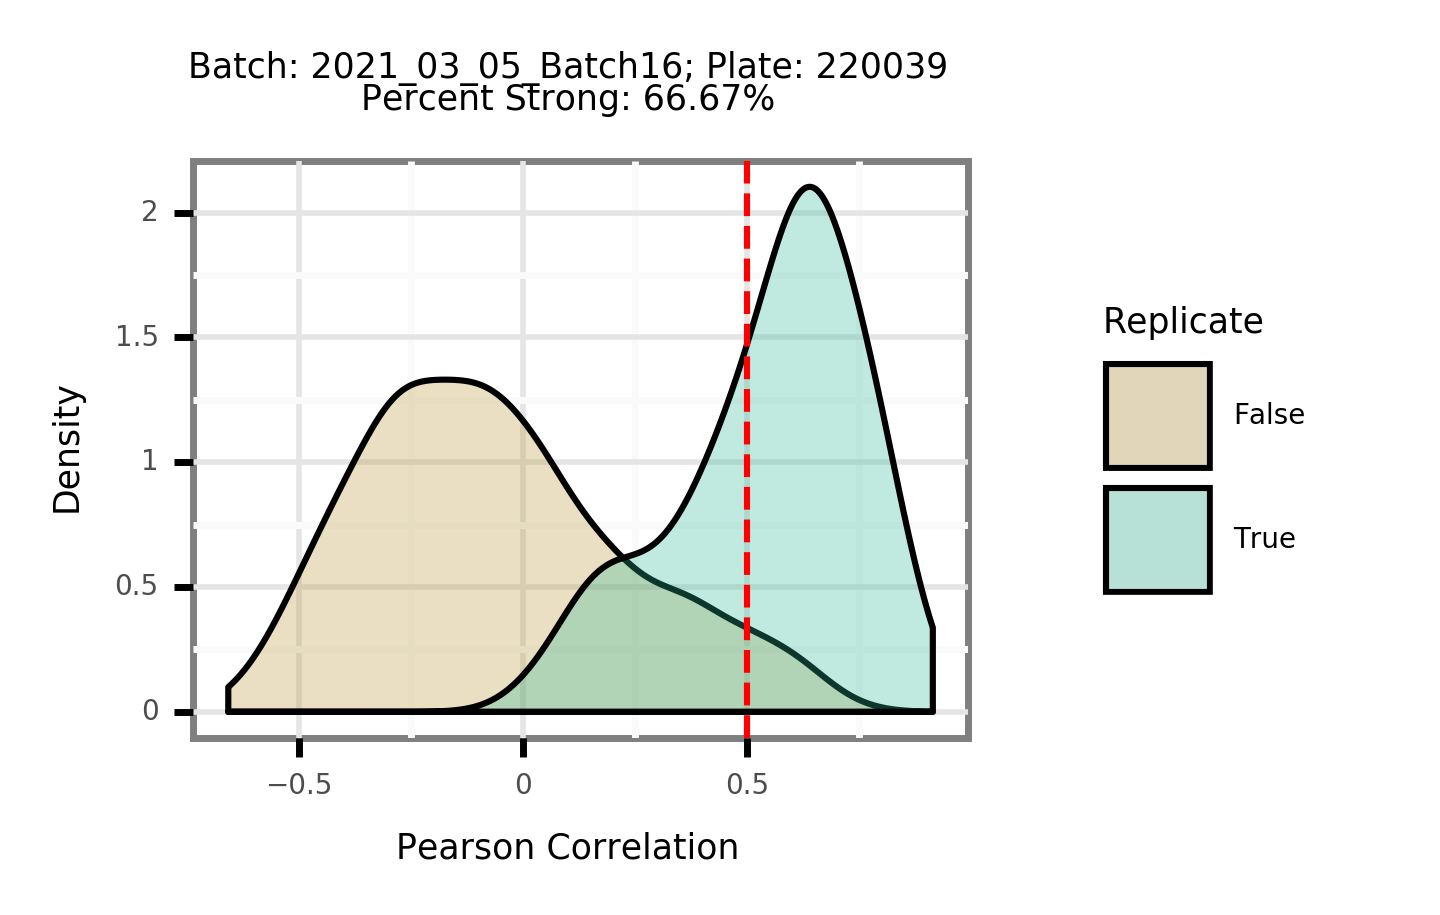 Batch: 2021_03_05_Batch16; Plate: 220039
Percent Strong: 66.67%
2
1.5
1
0.5
0
Density
−0.5
0
0.5
Pearson Correlation
Replicate
False
True